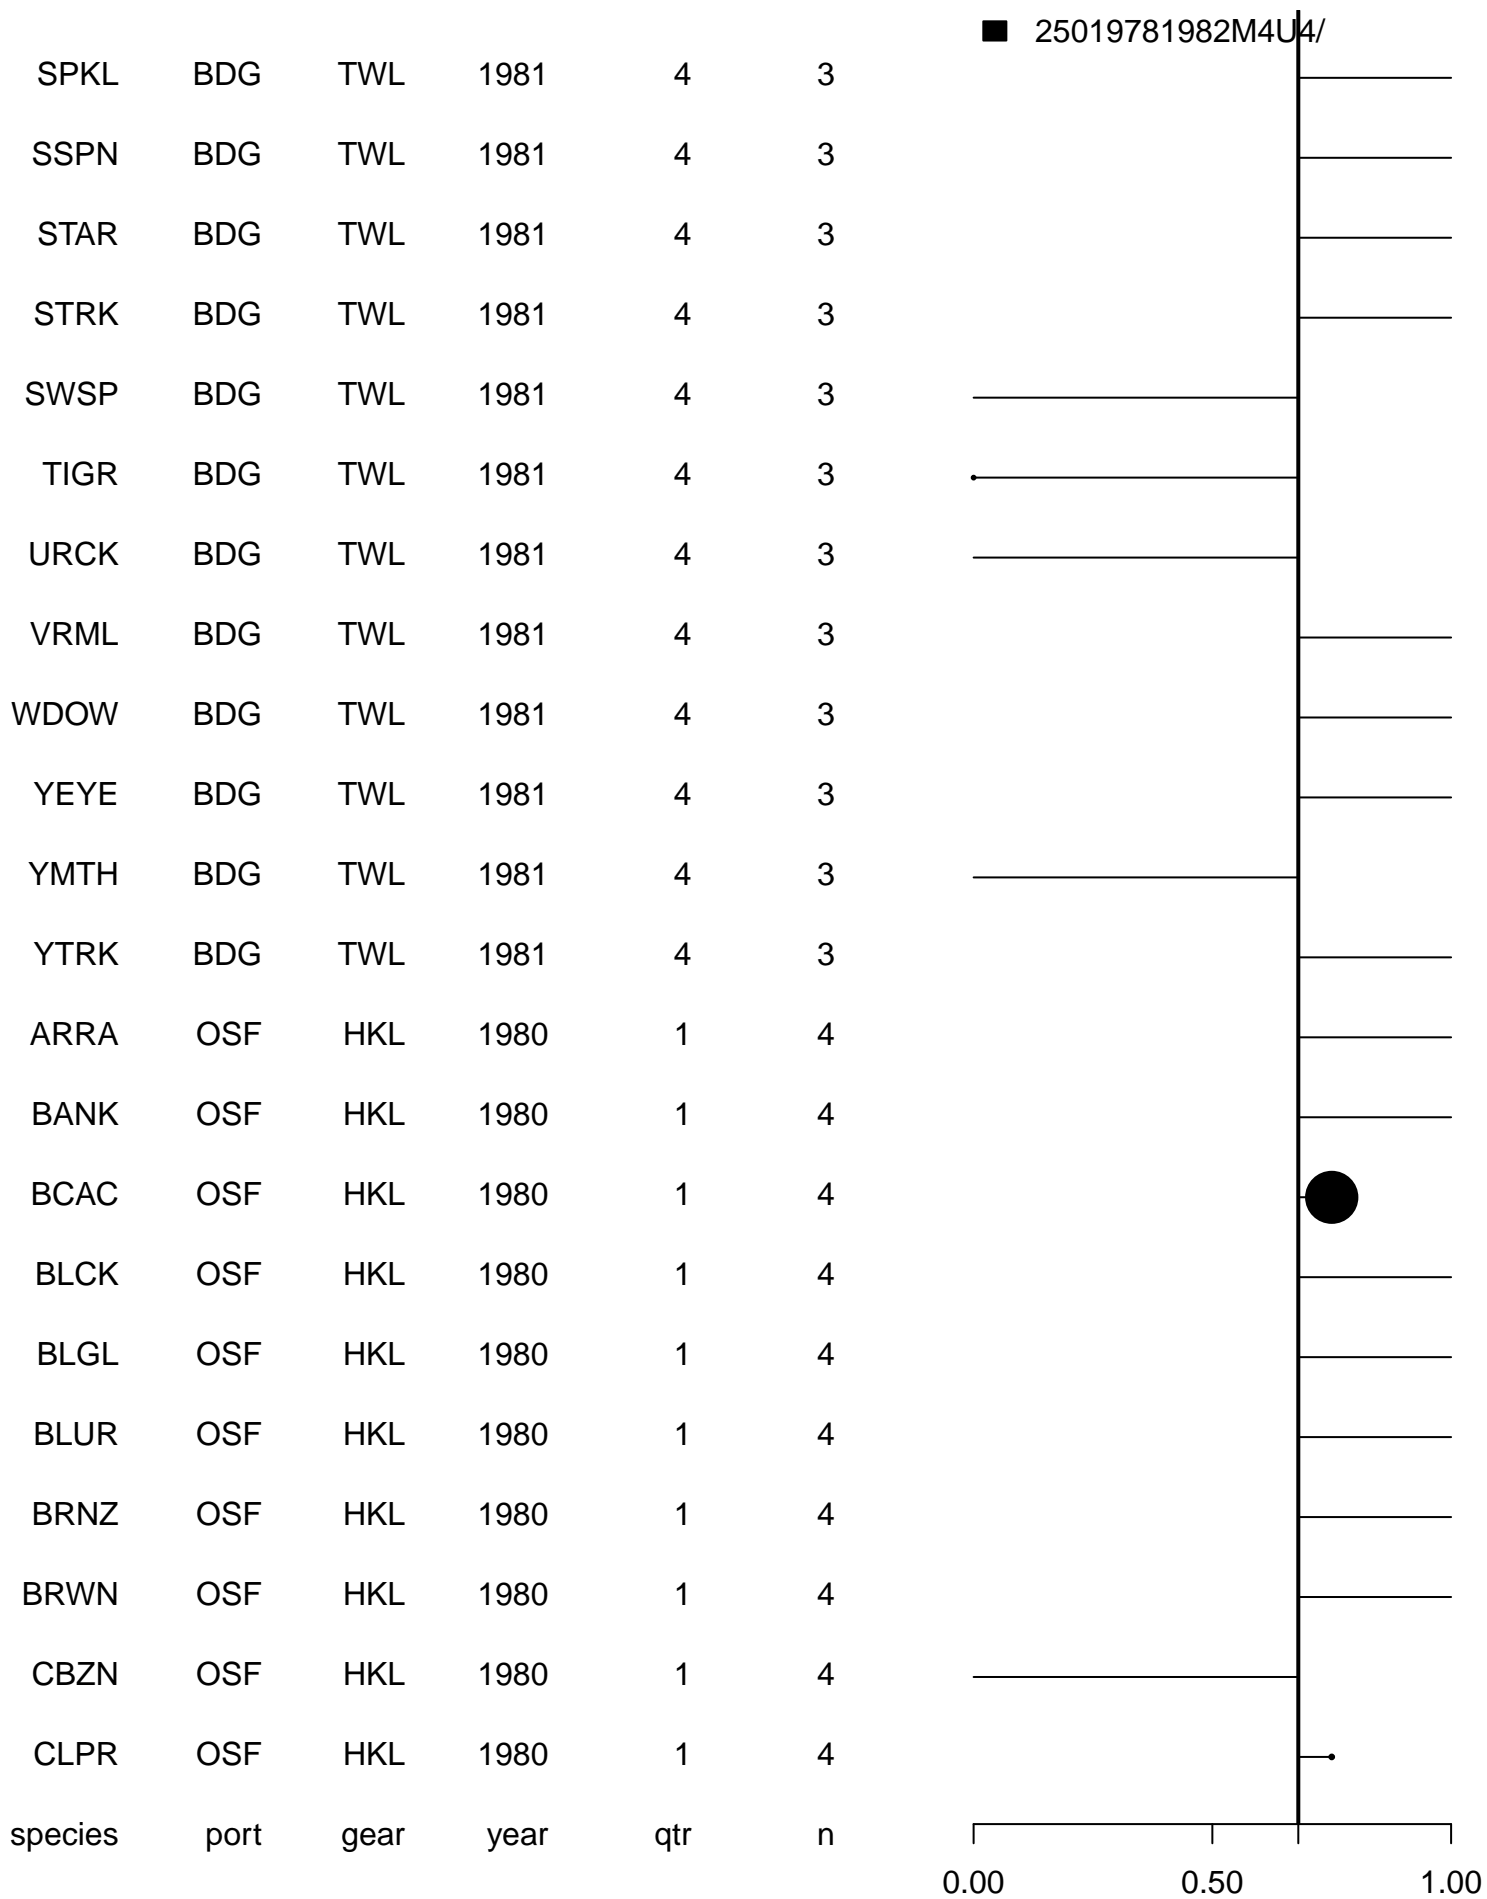 25019781982M4U4/
SPKL BDG TWL 1981 4 3
SSPN BDG TWL 1981 4 3
STAR BDG TWL 1981 4 3
STRK BDG TWL 1981 4 3
SWSP BDG TWL 1981 4 3
TIGR BDG TWL 1981 4 3
URCK BDG TWL 1981 4 3
VRML BDG TWL 1981 4 3
WDOW BDG TWL 1981 4 3
YEYE BDG TWL 1981 4 3
YMTH BDG TWL 1981 4 3
YTRK BDG TWL 1981 4 3
ARRA OSF HKL 1980 1 4
BANK OSF HKL 1980 1 4
BCAC OSF HKL 1980 1 4
BLCK OSF HKL 1980 1 4
BLGL OSF HKL 1980 1 4
BLUR OSF HKL 1980 1 4
BRNZ OSF HKL 1980 1 4
BRWN OSF HKL 1980 1 4
CBZN OSF HKL 1980 1 4
CLPR OSF HKL 1980 1 4
species port gear year qtr n
0.00 0.50 1.00